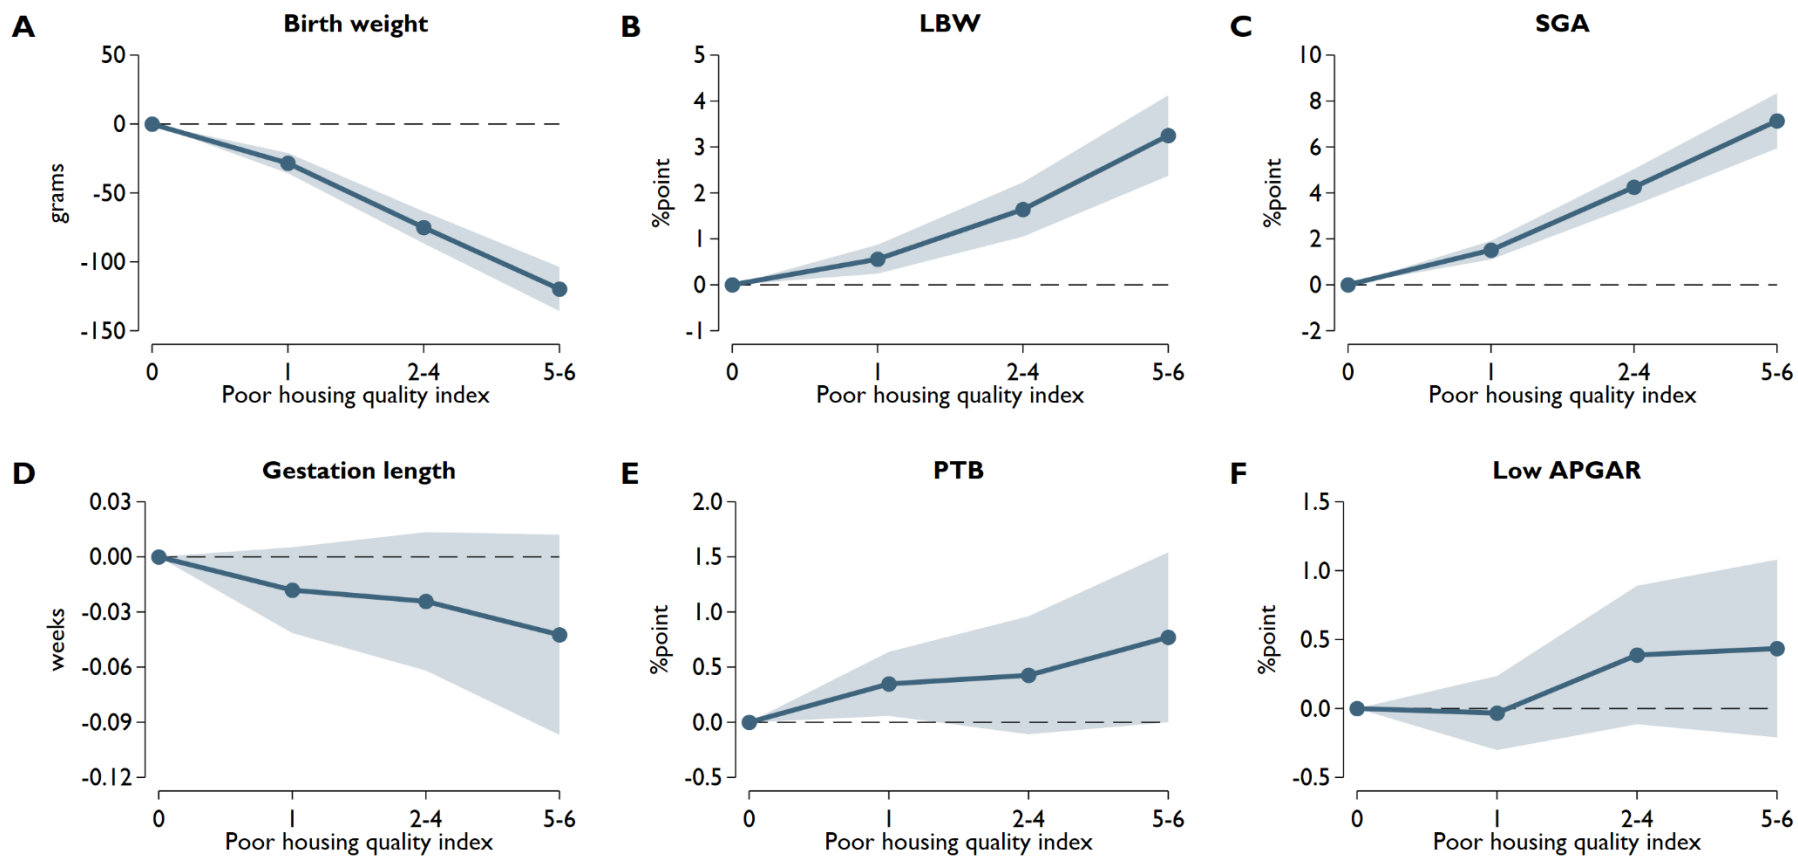 A Birth weight
50
0
-50
-100
-150
grams
0 1 2-4 5-6
Poor housing quality index
B LBW
5
4
3
2
1
0
-1
%point
0 1 2-4 5-6
Poor housing quality index
C SGA
10
8
6
4
2
0
-2
%point
0 1 2-4 5-6
Poor housing quality index
D Gestation length
0.03
0.00
-0.03
-0.06
-0.09
-0.12
weeks
0 1 2-4 5-6
Poor housing quality index
E PTB
2.0
1.5
1.0
0.5
0.0
-0.5
%point
0 1 2-4 5-6
Poor housing quality index
F Low APGAR
1.5
1.0
0.5
0.0
-0.5
%point
0 1 2-4 5-6
Poor housing quality index